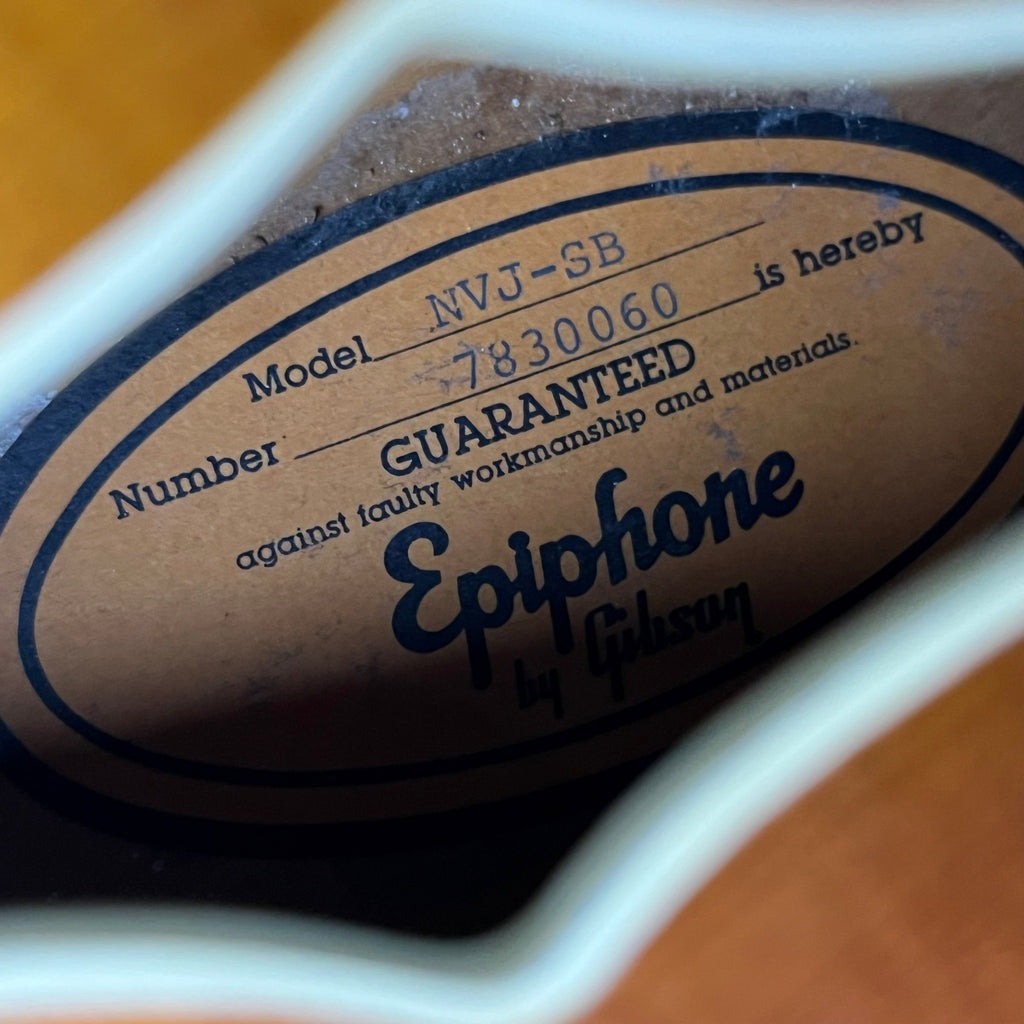 Model NVJ-SB
Number 7830060 is hereby
GUARANTEED
against faulty workmanship and materials.
Epiphone
by Gibson